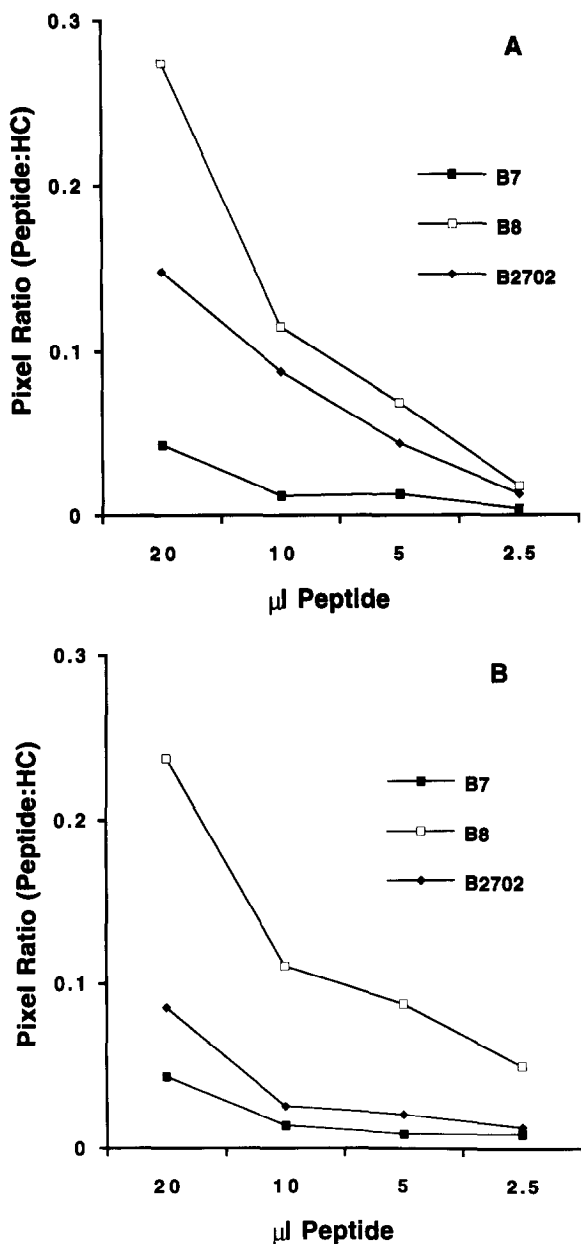 A
0.3
0.2
0.1
0
Pixel Ratio (Peptide:HC)
B7
B8
B2702
20 10 5 2.5
µl Peptide
B
0.3
0.2
0.1
0
Pixel Ratio (Peptide:HC)
B7
B8
B2702
20 10 5 2.5
µl Peptide